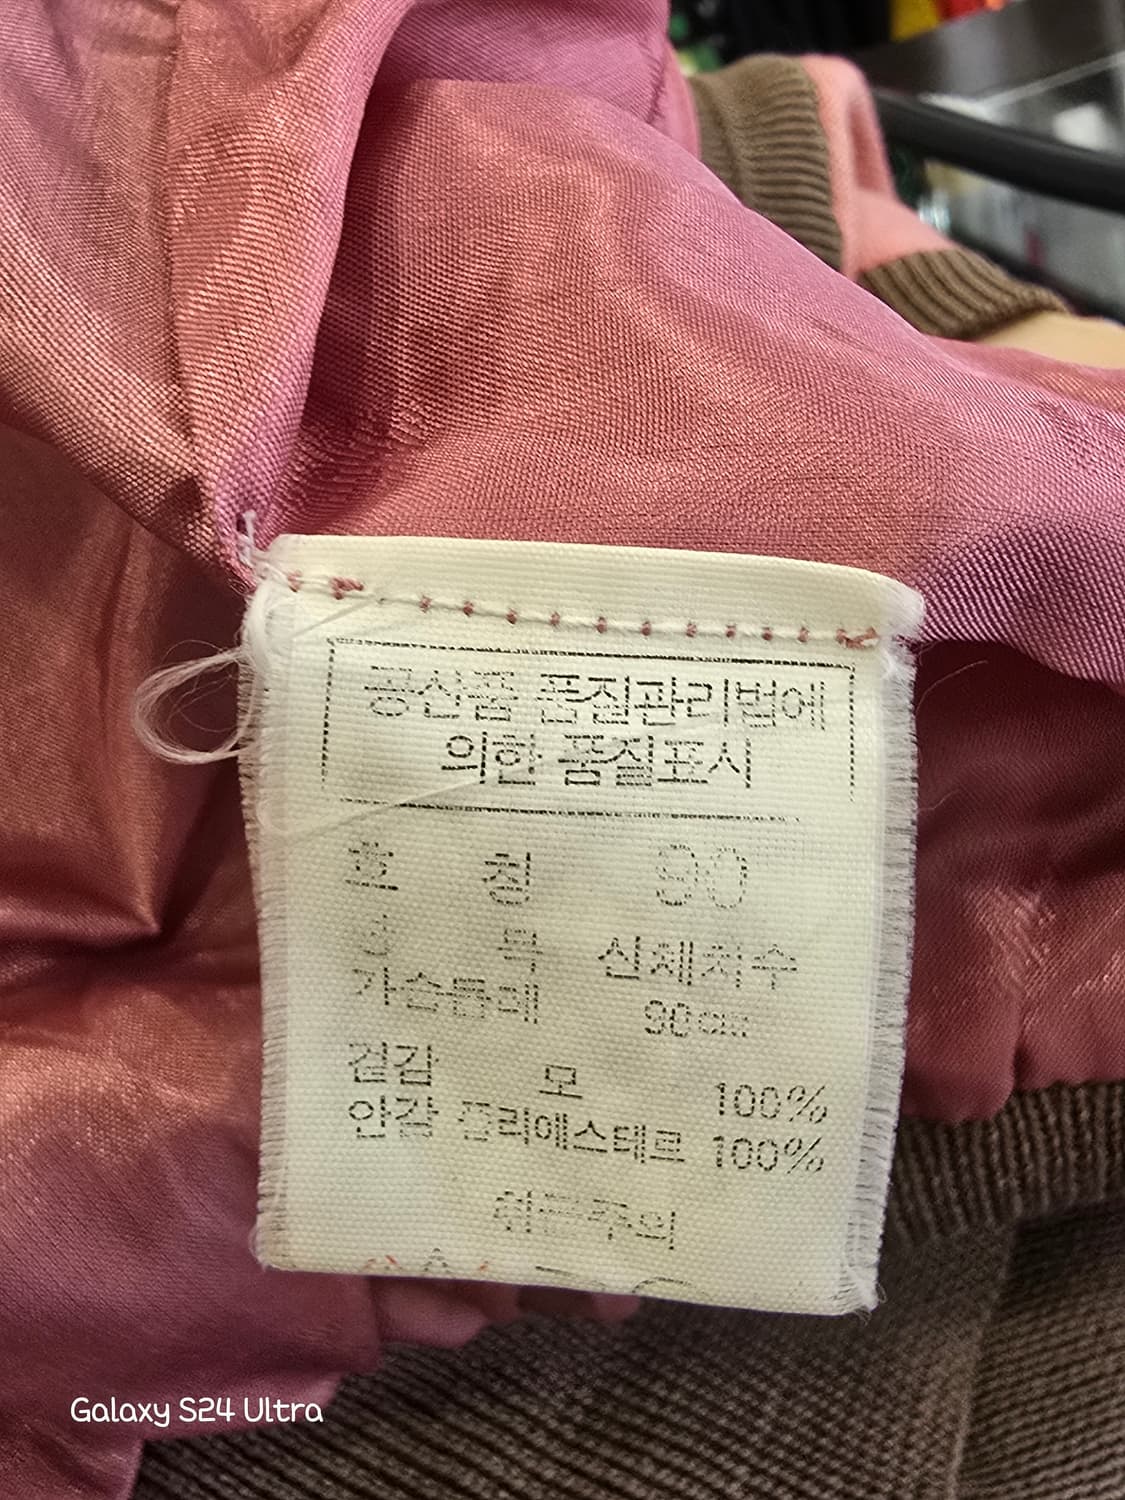 공산품 품질관리법에
의한 품질표시
호 칭 90
항 목 신체치수
가슴둘레 90cm
겉감 모 100%
안감 폴리에스테르 100%
취급주의
Galaxy S24 Ultra